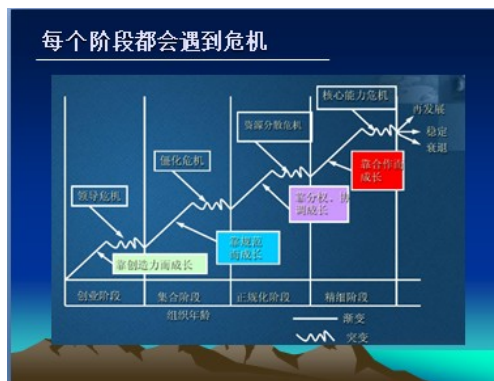 每个阶段都会遇到危机
核心能力危机
再发展
稳定
衰退
资源分散危机
僵化危机
领导危机
靠合作而
成长
靠分权、协
调成长
靠规范
而成长
靠创造力而成长
创业阶段
集合阶段
正规化阶段
精细阶段
组织年龄
渐变
突变